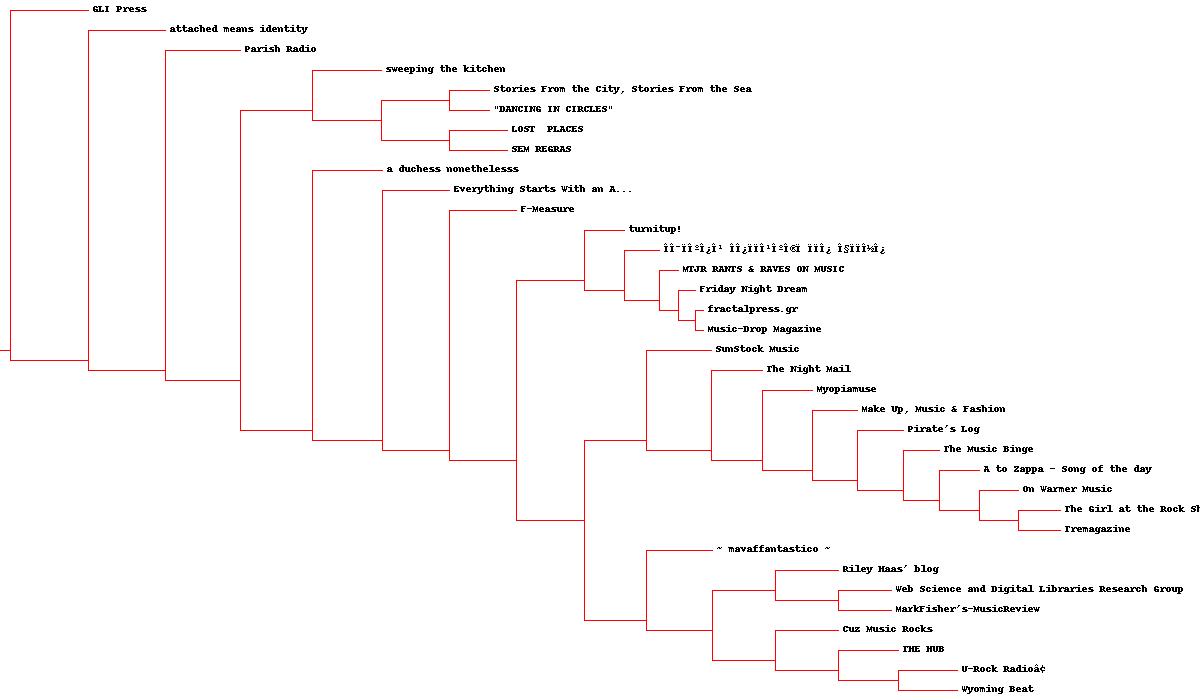 GLI Press
attached means identity
Parish Radio
sweeping the kitchen
Stories From the City, Stories From the Sea
"DANCING IN CIRCLES"
LOST  PLACES
SEM REGRAS
a duchess nonethelesss
Everything Starts With an A...
F-Measure
turnitup!
MTJR RANTS & RAVES ON MUSIC
Friday Night Dream
fractalpress.gr
Music-Drop Magazine
SunStock Music
The Night Mail
Myopiamuse
Make Up, Music & Fashion
Pirate's Log
The Music Binge
A to Zappa - Song of the day
On Warmer Music
The Girl at the Rock Sh
Tremagazine
~ mavaffantastico ~
Riley Haas' blog
Web Science and Digital Libraries Research Group
MarkFisher's-MusicReview
Cuz Music Rocks
THE HUB
U-Rock Radioâ¢
Wyoming Beat